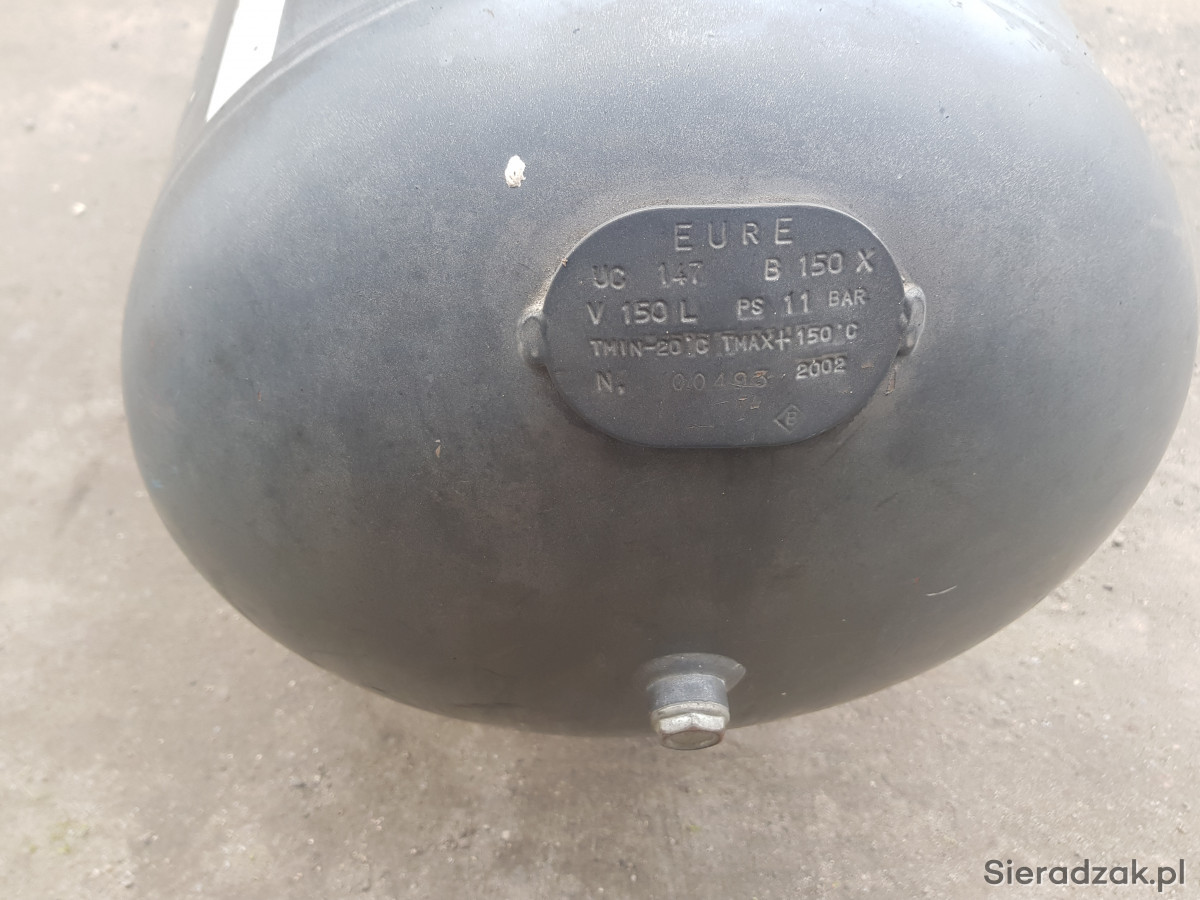 EURE
UC 147 B 150 X
V 150 L PS 11 BAR
TMIN-20°C TMAX+150°C
N. 00493 2002
B
Sieradzak.pl